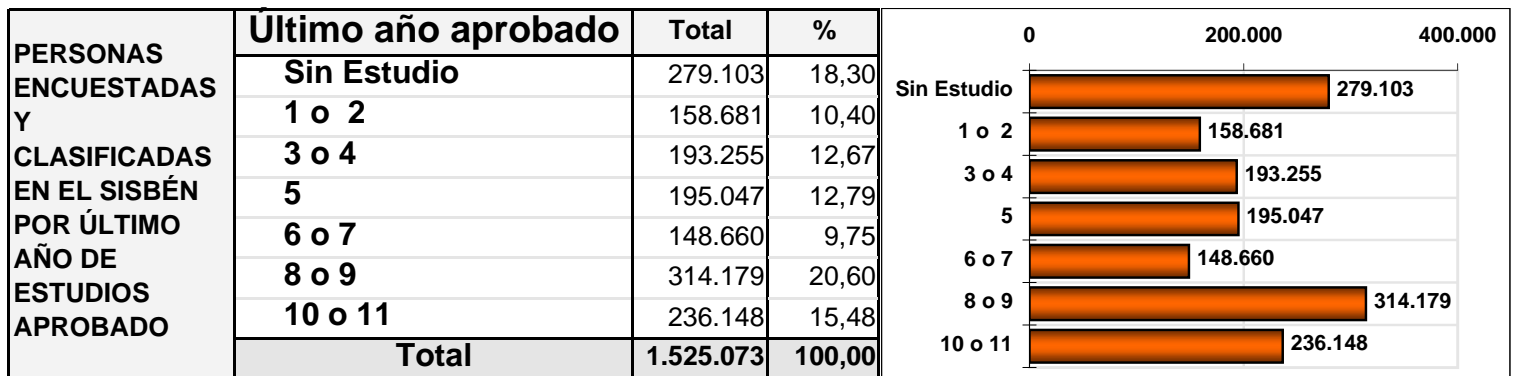 PERSONAS
ENCUESTADAS
Y
CLASIFICADAS
EN EL SISBÉN
POR ÚLTIMO
AÑO DE
ESTUDIOS
APROBADO
Último año aprobado Total %
Sin Estudio 279.103 18,30
1 o 2 158.681 10,40
3 o 4 193.255 12,67
5 195.047 12,79
6 o 7 148.660 9,75
8 o 9 314.179 20,60
10 o 11 236.148 15,48
Total 1.525.073 100,00
0 200.000 400.000
Sin Estudio 279.103
1 o 2 158.681
3 o 4 193.255
5 195.047
6 o 7 148.660
8 o 9 314.179
10 o 11 236.148